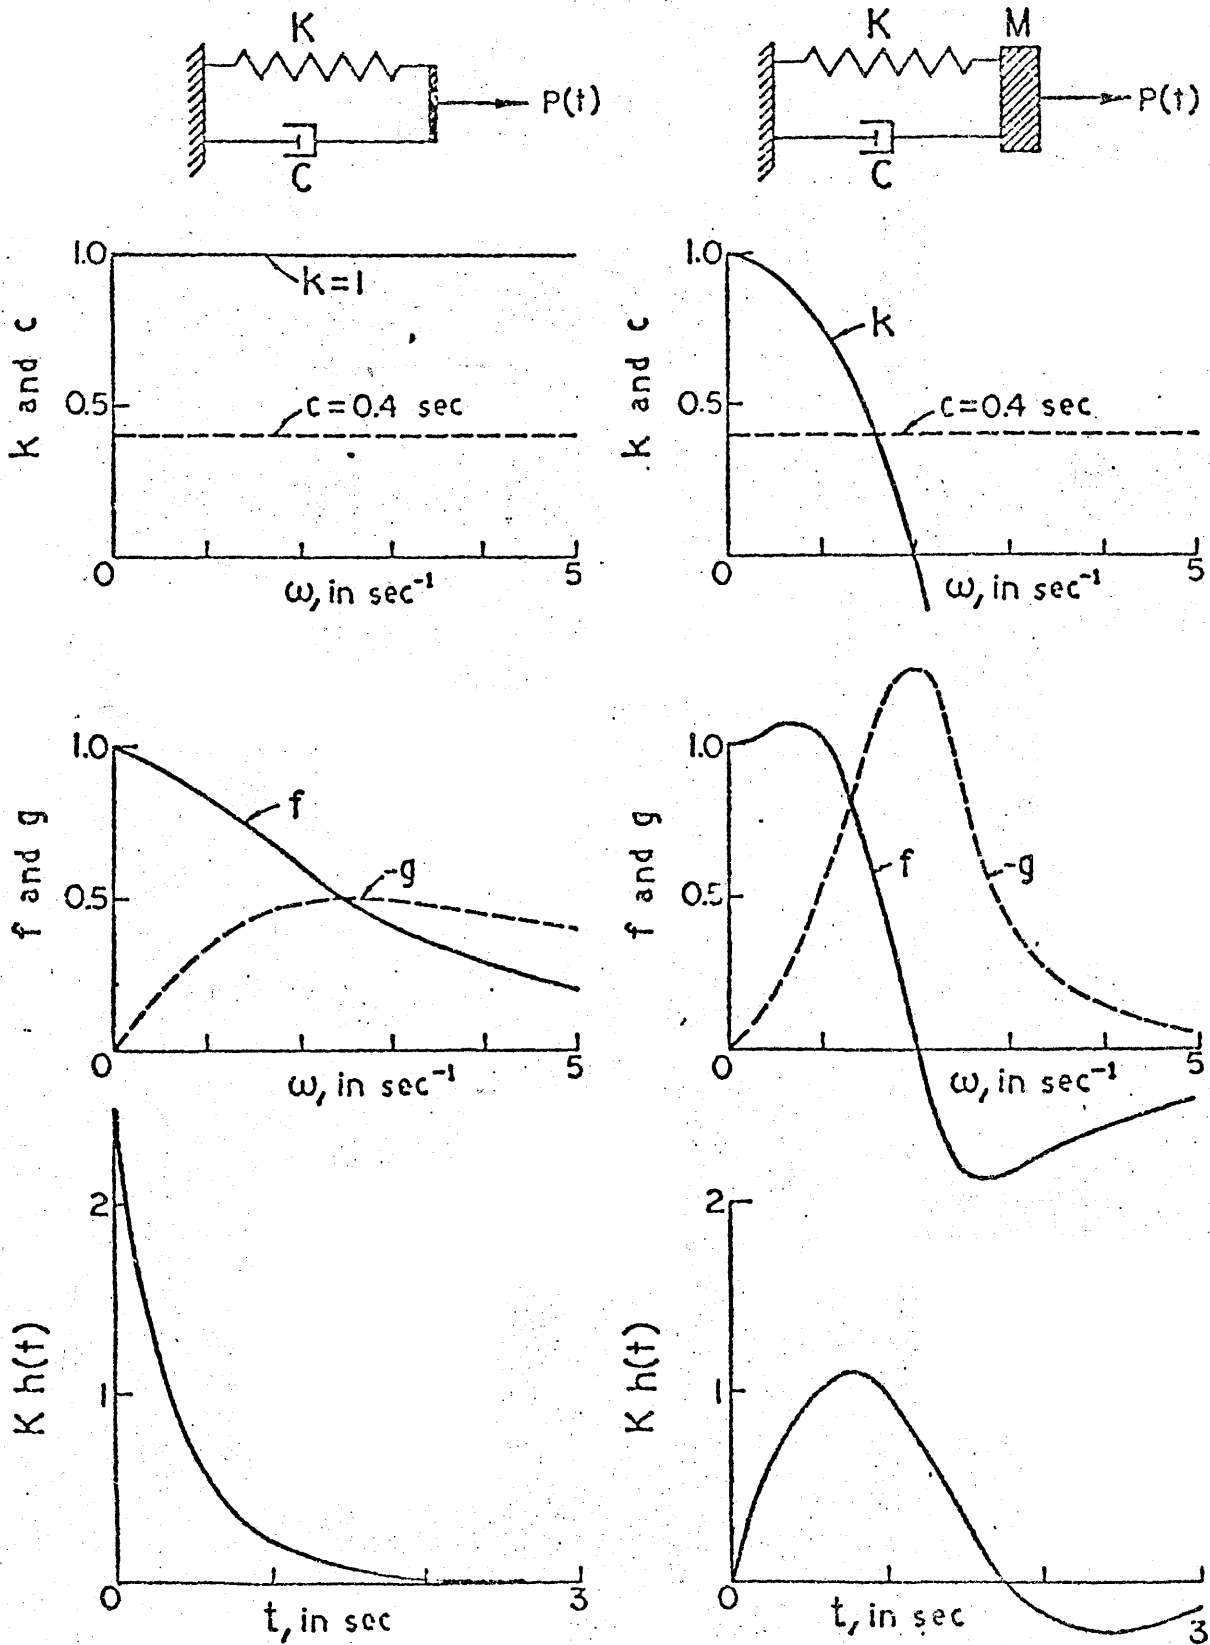 K
P(t)
C
K
M
P(t)
C
k and c
1.0
0.5
k=1
c=0.4 sec
0
5
ω, in sec⁻¹
k and c
1.0
0.5
k
c=0.4 sec
0
5
ω, in sec⁻¹
f and g
1.0
0.5
0
f
-g
5
ω, in sec⁻¹
f and g
1.0
0.5
0
f
-g
5
ω, in sec⁻¹
K h(t)
2
1
0
3
t, in sec
K h(t)
2
1
0
3
t, in sec